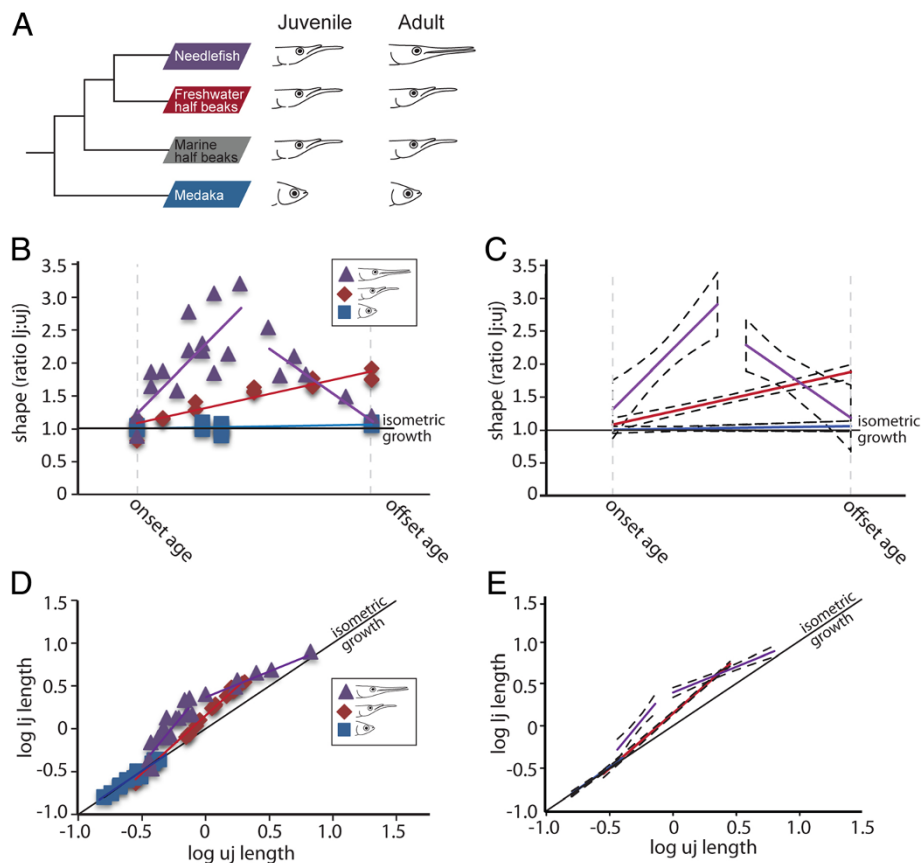 A
Juvenile
Adult
Needlefish
Freshwater
half beaks
Marine
half beaks
Medaka
B
shape (ratio lj:uj)
3.5
3.0
2.5
2.0
1.5
1.0
0.5
0
isometric
growth
onset age
offset age
C
shape (ratio lj:uj)
3.5
3.0
2.5
2.0
1.5
1.0
0.5
0
isometric
growth
onset age
offset age
D
log lj length
1.5
1.0
0.5
0
-0.5
-1.0
-1.0
-0.5
0
0.5
1.0
1.5
log uj length
isometric
growth
E
log lj length
1.5
1.0
0.5
0
-0.5
-1.0
-1.0
-0.5
0
0.5
1.0
1.5
log uj length
isometric
growth